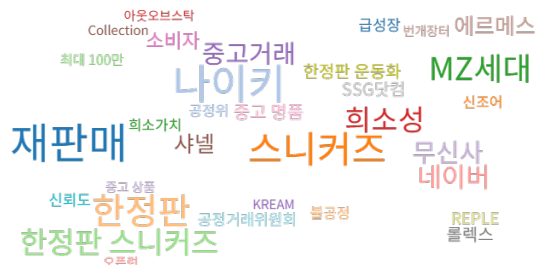 아웃오브스탁
Collection
소비자
급성장
번개장터
에르메스
최대 100만
중고거래
한정판 운동화
MZ세대
나이키
SSG닷컴
신조어
공정위
중고 명품
희소성
재판매
희소가치
샤넬
스니커즈
무신사
네이버
중고 상품
신뢰도
한정판
KREAM
공정거래위원회
불공정
REPLE
롤렉스
한정판 스니커즈